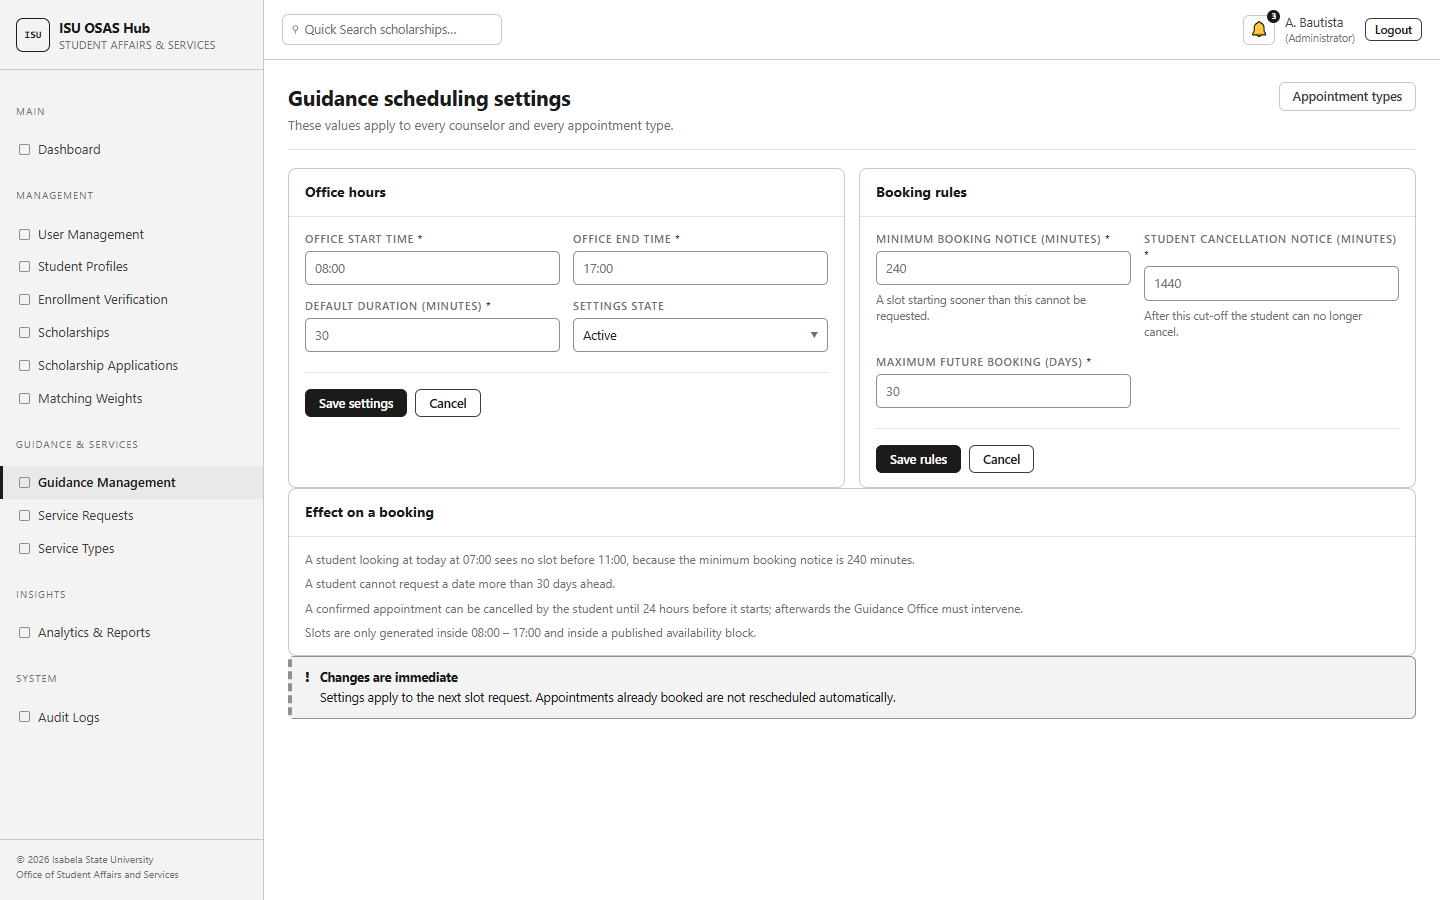 ISU
ISU OSAS Hub
STUDENT AFFAIRS & SERVICES
MAIN
Dashboard
MANAGEMENT
User Management
Student Profiles
Enrollment Verification
Scholarships
Scholarship Applications
Matching Weights
GUIDANCE & SERVICES
Guidance Management
Service Requests
Service Types
INSIGHTS
Analytics & Reports
SYSTEM
Audit Logs
© 2026 Isabela State University
Office of Student Affairs and Services
Quick Search scholarships...
3
A. Bautista
(Administrator)
Logout
Guidance scheduling settings
These values apply to every counselor and every appointment type.
Appointment types
Office hours
OFFICE START TIME *
08:00
OFFICE END TIME *
17:00
DEFAULT DURATION (MINUTES) *
30
SETTINGS STATE
Active
Save settings
Cancel
Booking rules
MINIMUM BOOKING NOTICE (MINUTES) *
240
A slot starting sooner than this cannot be
requested.
STUDENT CANCELLATION NOTICE (MINUTES)
*
1440
After this cut-off the student can no longer
cancel.
MAXIMUM FUTURE BOOKING (DAYS) *
30
Save rules
Cancel
Effect on a booking
A student looking at today at 07:00 sees no slot before 11:00, because the minimum booking notice is 240 minutes.
A student cannot request a date more than 30 days ahead.
A confirmed appointment can be cancelled by the student until 24 hours before it starts; afterwards the Guidance Office must intervene.
Slots are only generated inside 08:00 – 17:00 and inside a published availability block.
! Changes are immediate
Settings apply to the next slot request. Appointments already booked are not rescheduled automatically.